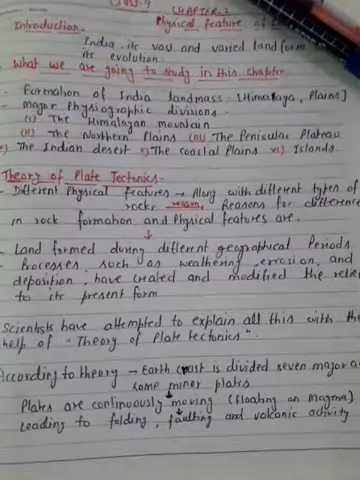 CHAPTER-2
Physical feature of
Introduction.
India. its vast and varied landform
its evolution.
What we are going to study in this chapter
- Formation of India landmass. [Himalaya, Plains]
- major Physiographic divisions -
(i) The Himalayan mountain
(ii) The Northern Plains (iii) The Penicular Plateau
The Indian desert v) The coastal Plains vi) Islands.
Theory of Plate Tectonics-
- Different Physical features → Along with different types of
rocks. Reasons for difference
in rock formation and Physical features are.
↓
- Land formed during different geographical Periods.
- Processes such as weathering, errosion, and
deposition, have created and modified the relie
to its present form
Scientists have attempted to explain all this with the
help of "Theory of Plate tectonics".
According to theory → Earth crust is divided seven major a
some minor plates
Plates are continuously moving (floating on magma)
Leading to folding, faulting and volcanic activity